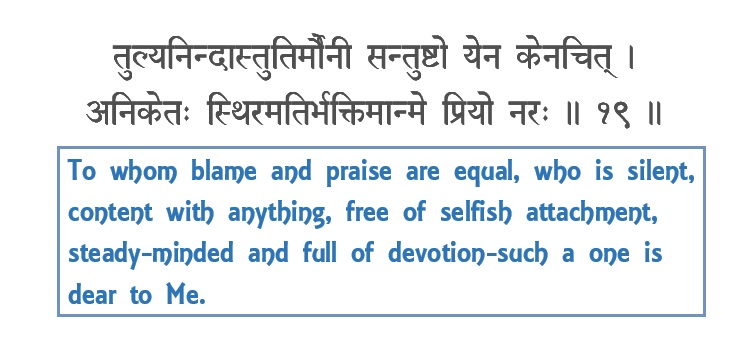 तुल्यनिन्दास्तुतिर्मौनी सन्तुष्टो येन केनचित् ।
अनिकेतः स्थिरमतिर्भक्तिमान्मे प्रियो नरः ॥ १९ ॥
To whom blame and praise are equal, who is silent,
content with anything, free of selfish attachment,
steady-minded and full of devotion-such a one is
dear to Me.